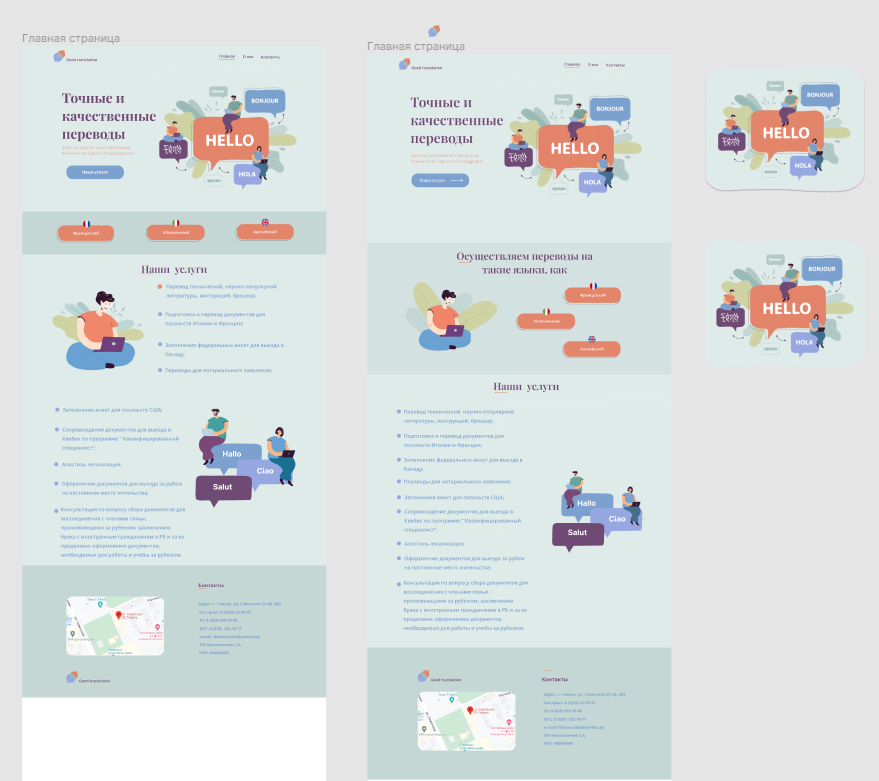 Главная страница
Good translation
Главная
О нас
Контакты
Точные и
качественные
переводы
Наши услуги
Привет
BONJOUR
HELLO
HOLA
Французский
Итальянский
Английский
Наши услуги
Перевод технической, научно-популярной
литературы, инструкций, брошюр;
Подготовка и перевод документов для
посольств Италии и Франции;
Заполнение федеральных анкет для выезда в
Канаду;
Переводы для нотариального заявления;
Заполнение анкет для посольств США;
Сопровождение документов для выезда в
Квебек по программе " Квалифицированный
специалист";
Апостиль легализация;
Оформление документов для выезда за рубеж
на постоянное место жительства;
Консультация по вопросу сбора документов для
воссоединения с членами семьи,
проживающими за рубежом; заключению
брака с иностранным гражданином в РБ и за ее
пределами; оформлению документов,
необходимых для работы и учёбы за рубежом.
Hallo
Ciao
Salut
Контакты
Good translation
Главная страница
Good translation
Главная
О нас
Контакты
Точные и
качественные
переводы
Привет
BONJOUR
HELLO
HOLA
Осуществляем переводы на
такие языки, как
Французский
Итальянский
Английский
Наши услуги
Перевод технической, научно-популярной
литературы, инструкций, брошюр;
Подготовка и перевод документов для
посольств Италии и Франции;
Заполнение федеральных анкет для выезда в
Канаду;
Переводы для нотариального заявления;
Заполнение анкет для посольств США;
Сопровождение документов для выезда в
Квебек по программе " Квалифицированный
специалист";
Апостиль легализация;
Оформление документов для выезда за рубеж
на постоянное место жительства;
Консультация по вопросу сбора документов для
воссоединения с членами семьи,
проживающими за рубежом; заключению
брака с иностранным гражданином в РБ и за ее
пределами; оформлению документов,
необходимых для работы и учёбы за рубежом.
Hallo
Ciao
Salut
Good translation
Контакты
Привет
BONJOUR
HELLO
HOLA
Привет
BONJOUR
HELLO
HOLA